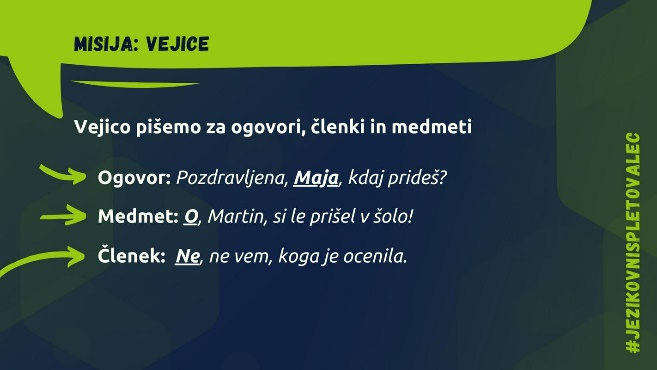 MISIJA: VEJICE
Vejico pišemo za ogovori, členki in medmeti
Ogovor: Pozdravljena, Maja, kdaj prideš?
Medmet: O, Martin, si le prišel v šolo!
Členek: Ne, ne vem, koga je ocenila.
#JEZIKOVNISPLETOVALEC